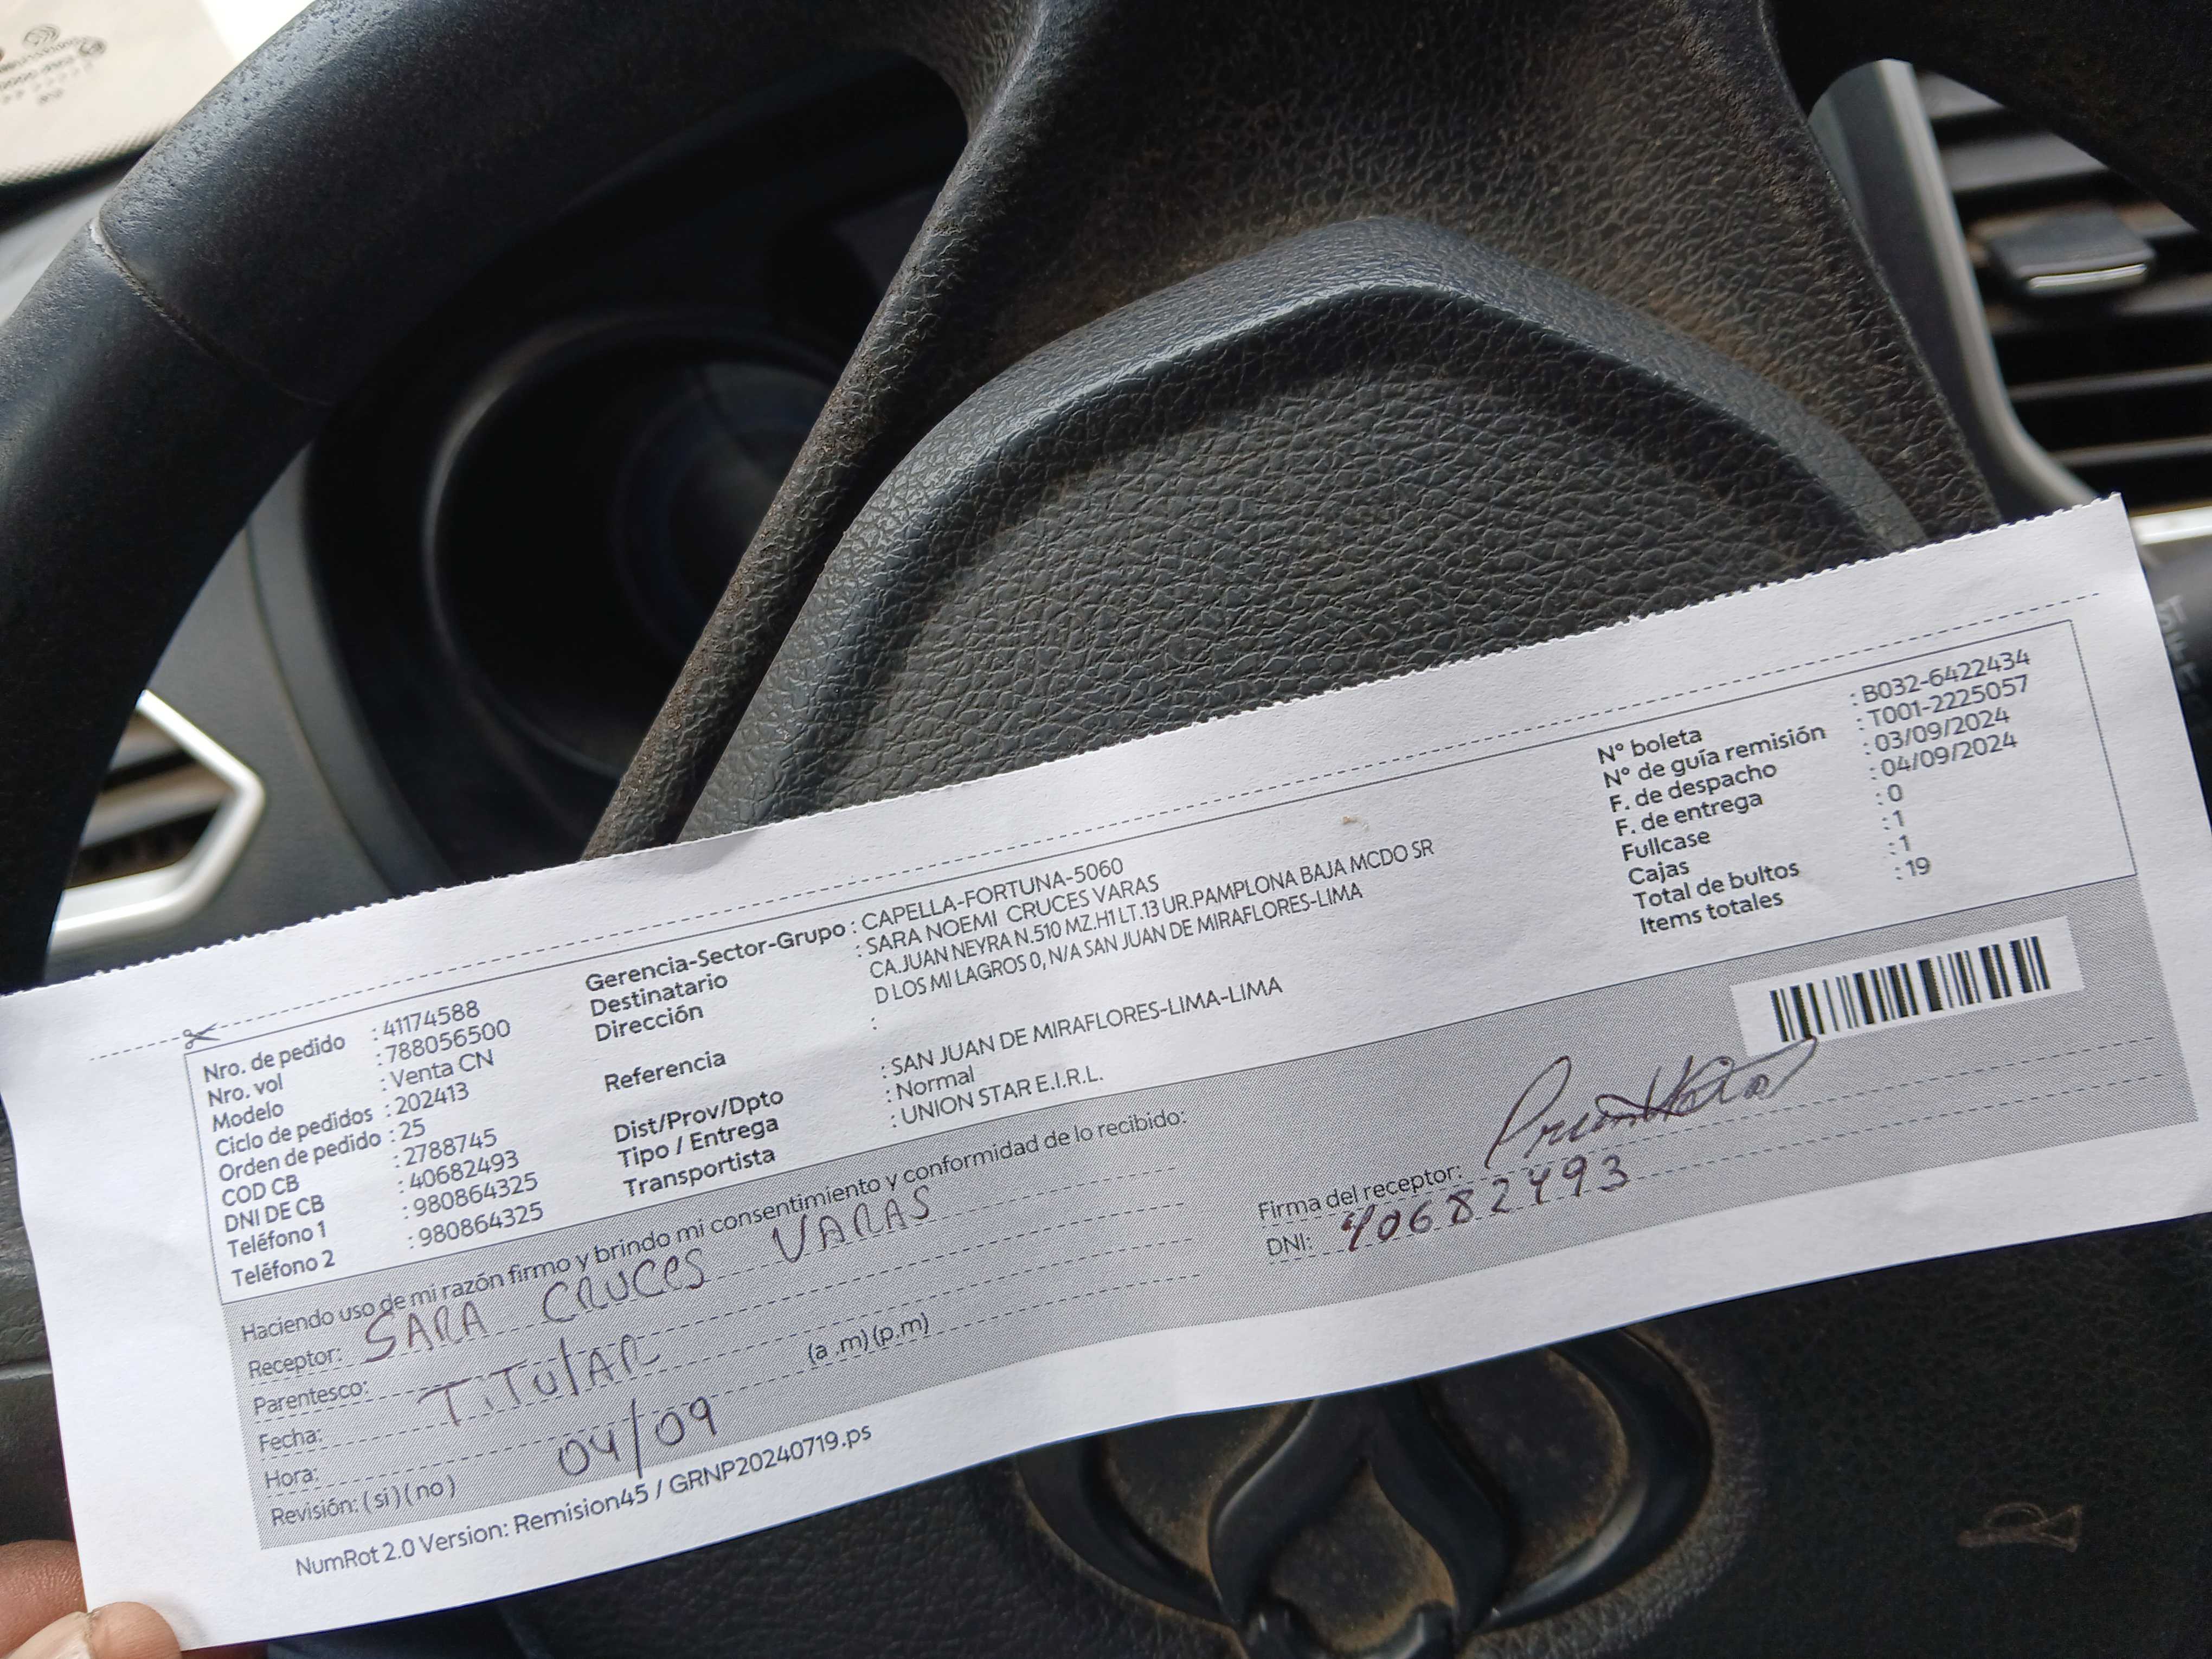 Nro. de pedido : 41174588
Nro. vol : 788056500
Modelo : Venta CN
Ciclo de pedidos : 202413
Orden de pedido : 25
COD CB : 2788745
DNI DE CB : 40682493
Teléfono 1 : 980864325
Teléfono 2 : 980864325
Gerencia-Sector-Grupo : CAPELLA-FORTUNA-5060
Destinatario : SARA NOEMI CRUCES VARAS
Dirección CA.JUAN NEYRA N.510 MZ.H1 LT.13 UR.PAMPLONA BAJA MCDO SR
D LOS MILAGROS 0, N/A SAN JUAN DE MIRAFLORES-LIMA
Referencia :
Dist/Prov/Dpto : SAN JUAN DE MIRAFLORES-LIMA-LIMA
Tipo / Entrega : Normal
Transportista : UNION STAR E.I.R.L.
N° boleta : B032-6422434
N° de guía remisión : T001-2225057
F. de despacho : 03/09/2024
F. de entrega : 04/09/2024
Fullcase : 0
Cajas : 1
Total de bultos : 1
Items totales : 19
Haciendo uso de mi razón firmo y brindo mi consentimiento y conformidad de lo recibido:
Receptor: SARA CRUCES VARAS
Parentesco: TITULAR
Fecha: 04/09
Hora: (a .m) (p.m)
Revisión: ( si ) ( no )
Firma del receptor:
DNI: 40682493
NumRot 2.0 Version: Remision45 / GRNP20240719.ps